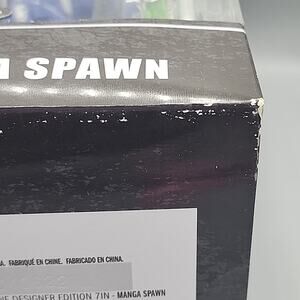 SPAWN
A. FABRIQUÉ EN CHINE. FABRICADO EN CHINA.
DESIGNER EDITION 7IN - MANGA SPAWN